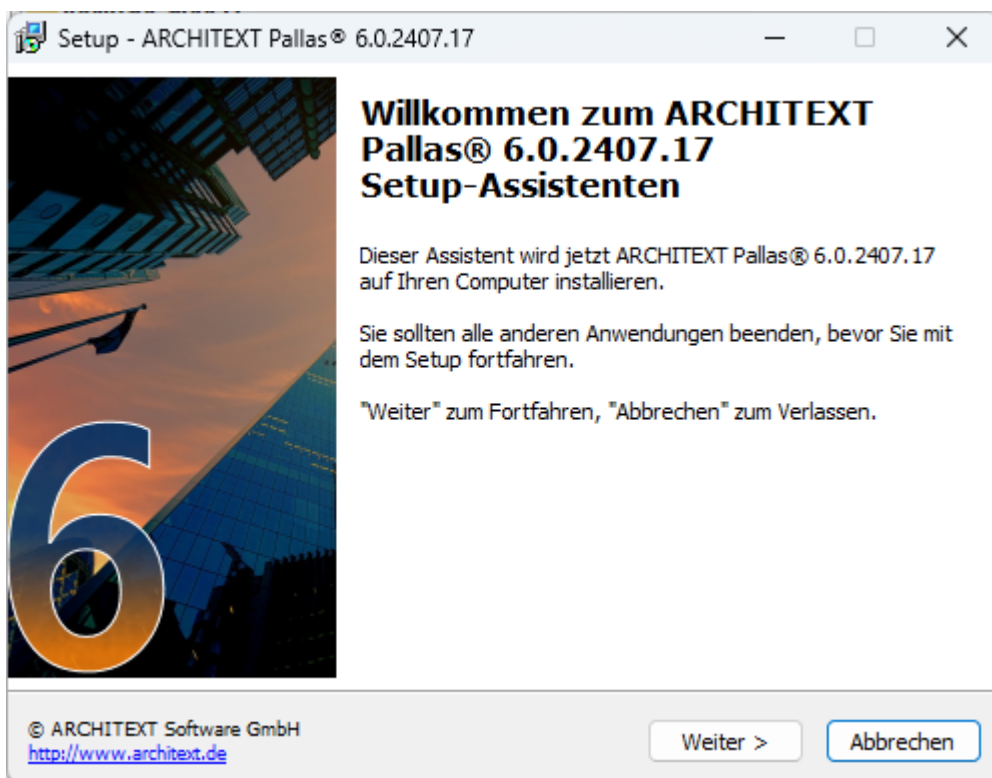 Setup - ARCHITEXT Pallas® 6.0.2407.17
Willkommen zum ARCHITEXT
Pallas® 6.0.2407.17
Setup-Assistenten
Dieser Assistent wird jetzt ARCHITEXT Pallas® 6.0.2407.17
auf Ihren Computer installieren.
Sie sollten alle anderen Anwendungen beenden, bevor Sie mit
dem Setup fortfahren.
"Weiter" zum Fortfahren, "Abbrechen" zum Verlassen.
6
© ARCHITEXT Software GmbH
http://www.architext.de
Weiter >
Abbrechen